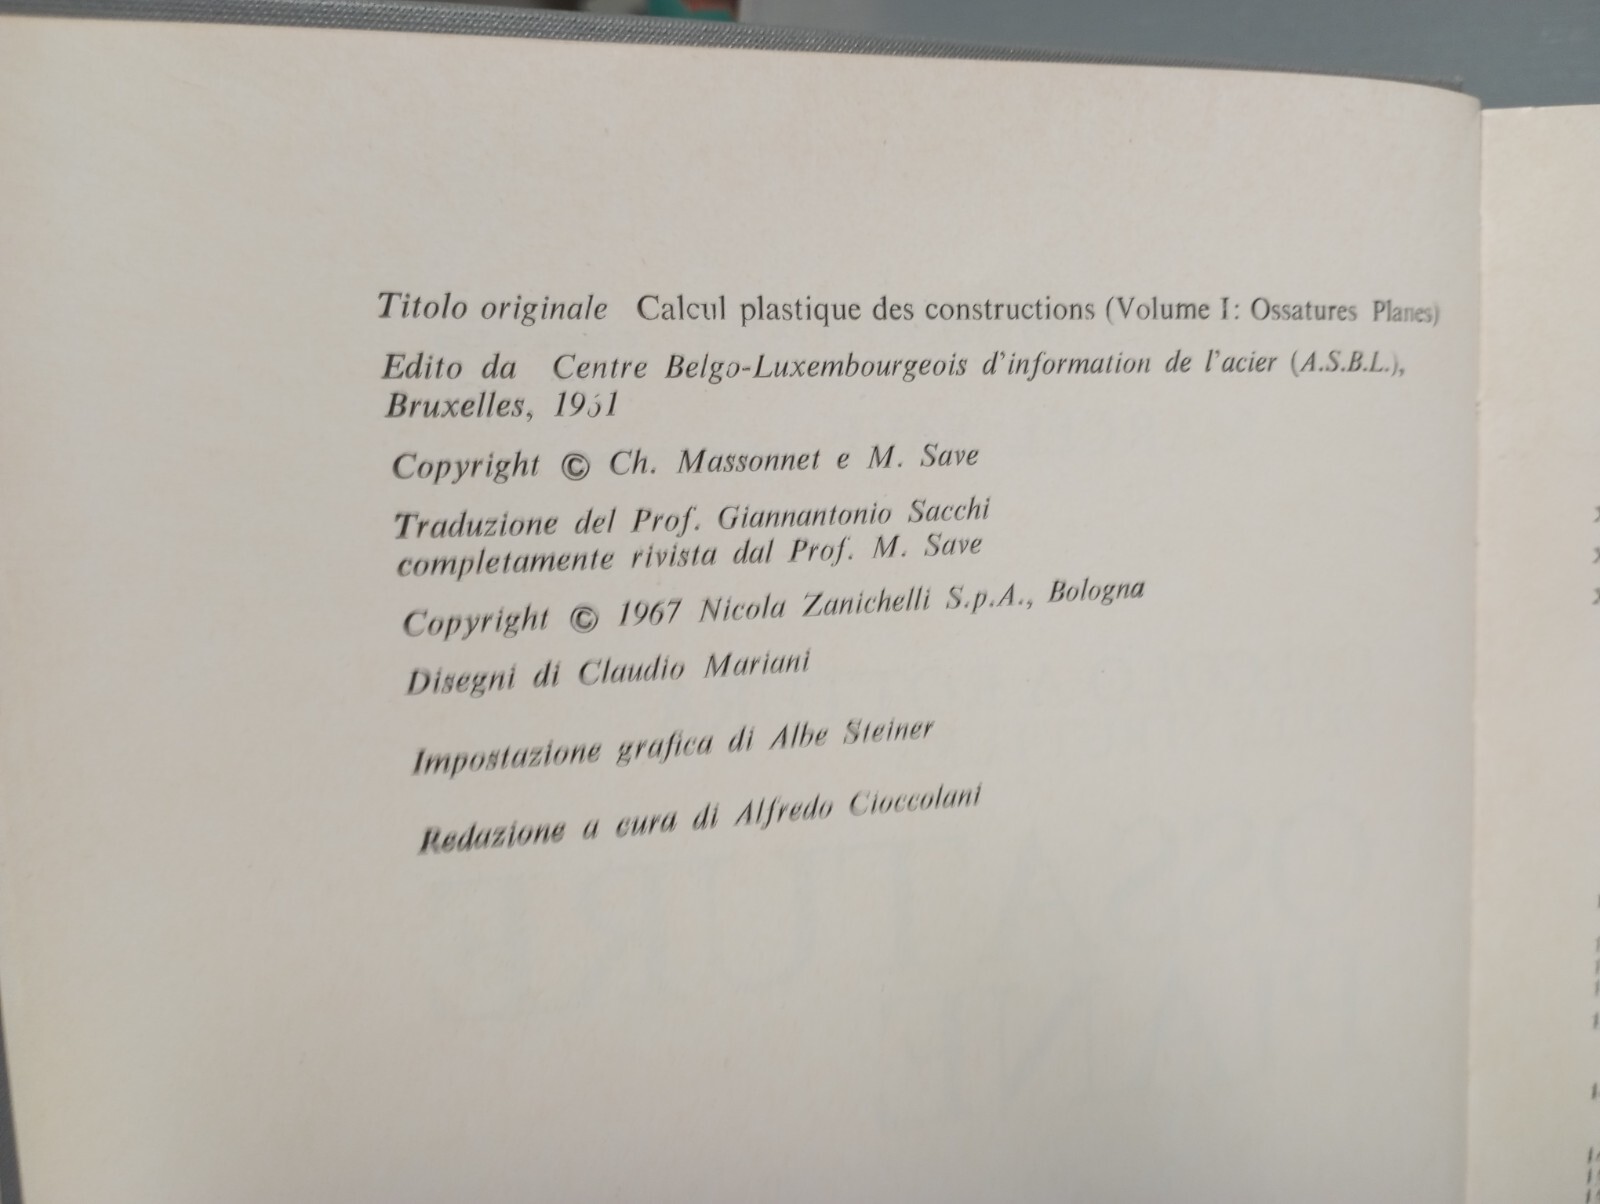 Titolo originale Calcul plastique des constructions (Volume I: Ossatures Planes)
Edito da Centre Belgo-Luxembourgeois d'information de l'acier (A.S.B.L.),
Bruxelles, 1961
Copyright © Ch. Massonnet e M. Save
Traduzione del Prof. Giannantonio Sacchi
completamente rivista dal Prof. M. Save
Copyright © 1967 Nicola Zanichelli S.p.A., Bologna
Disegni di Claudio Mariani
Impostazione grafica di Albe Steiner
Redazione a cura di Alfredo Cioccolani